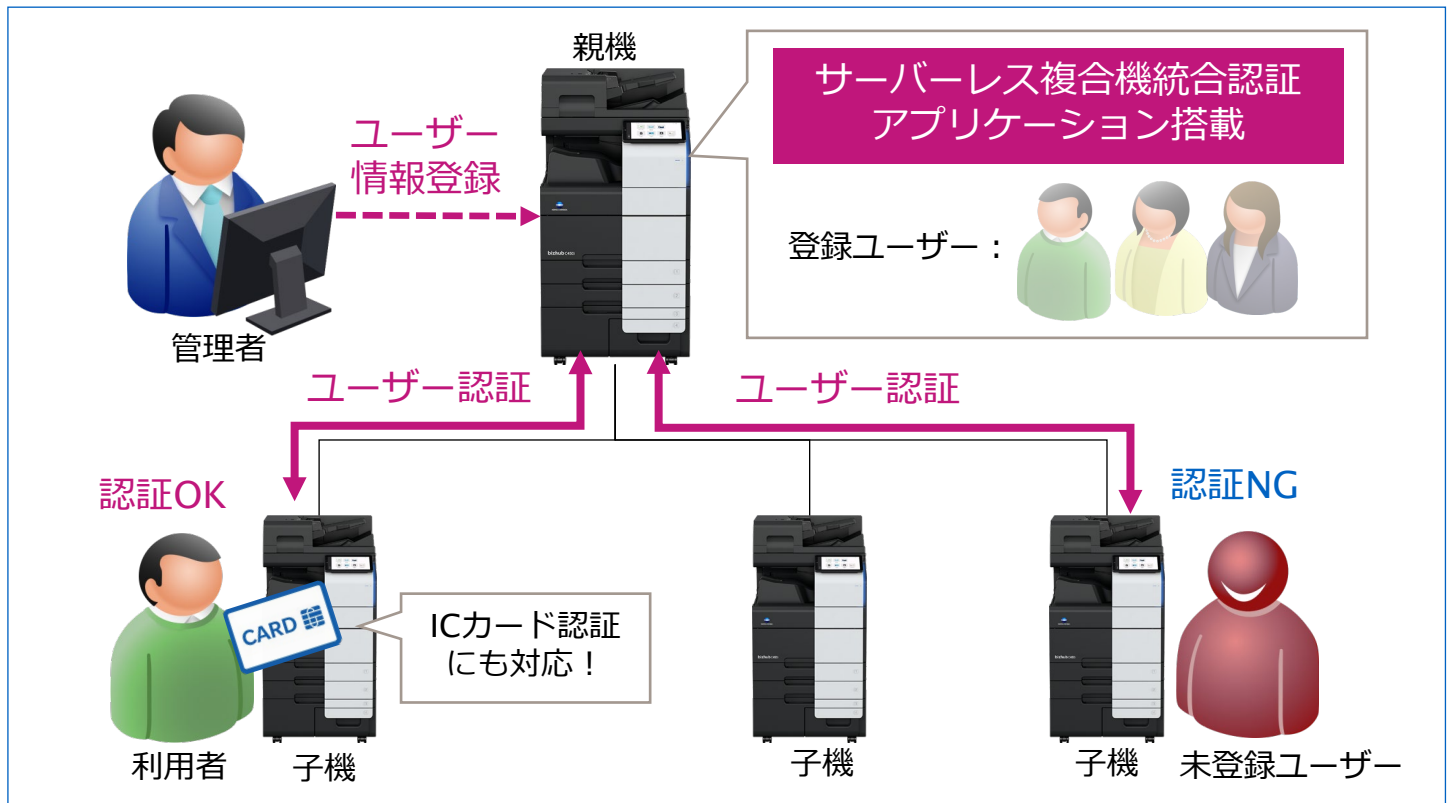 親機
サーバーレス複合機統合認証
アプリケーション搭載
ユーザー
情報登録
登録ユーザー：
管理者
ユーザー認証
ユーザー認証
認証OK
認証NG
CARD
ICカード認証
にも対応！
利用者
子機
子機
子機
未登録ユーザー
bizhub